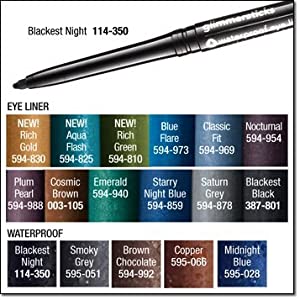 Blackest Night 114-350
glimmersticks
waterproof
EYE LINER
NEW!
Rich
Gold
594-830
NEW!
Aqua
Flash
594-825
NEW!
Rich
Green
594-810
Blue
Flare
594-973
Classic
Fit
594-969
Nocturnal
594-954
Plum
Pearl
594-988
Cosmic
Brown
003-105
Emerald
594-940
Starry
Night Blue
594-859
Saturn
Grey
594-878
Blackest
Black
387-801
WATERPROOF
Blackest
Night
114-350
Smoky
Grey
595-051
Brown
Chocolate
594-992
Copper
595-066
Midnight
Blue
595-028